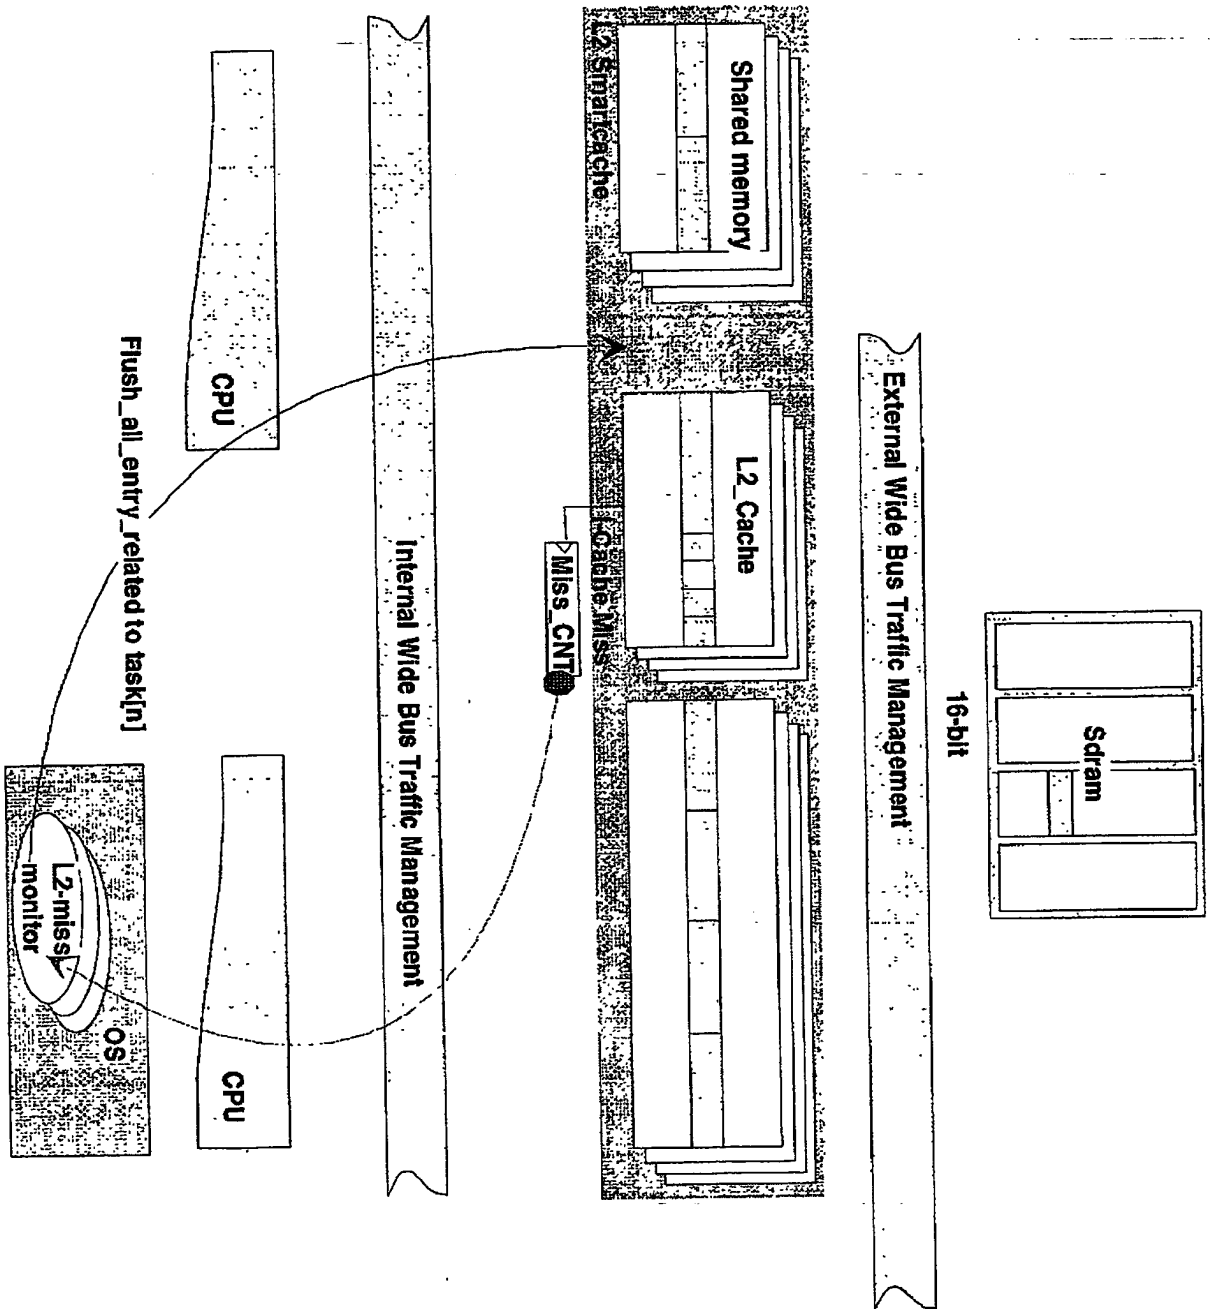 Sdram
16-bit
External Wide Bus Traffic Management
Shared memory
L2_Cache
L2 Smartcache
Cache Miss
Miss_CNT
Internal Wide Bus Traffic Management
CPU
CPU
Flush_all_entry_related to task[n]
OS
L2-miss
monitor